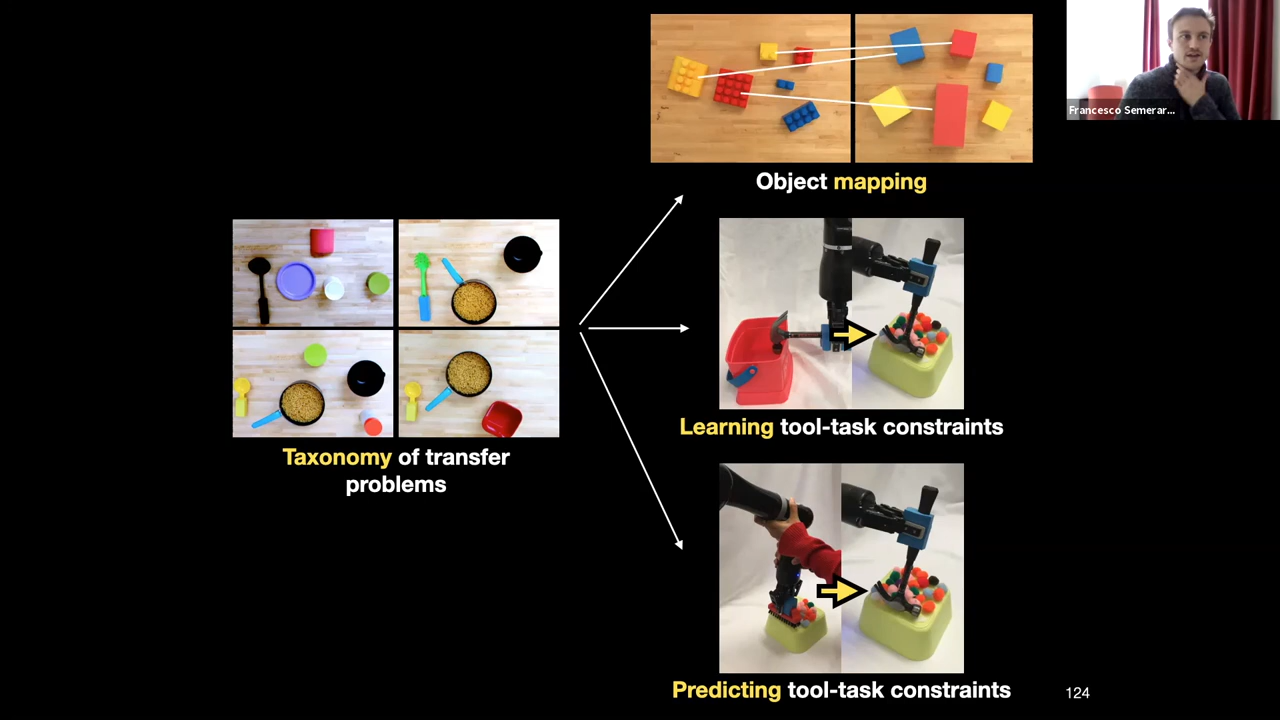 Francesco Semerar...
Object mapping
Taxonomy of transfer
problems
Learning tool-task constraints
Predicting tool-task constraints
124